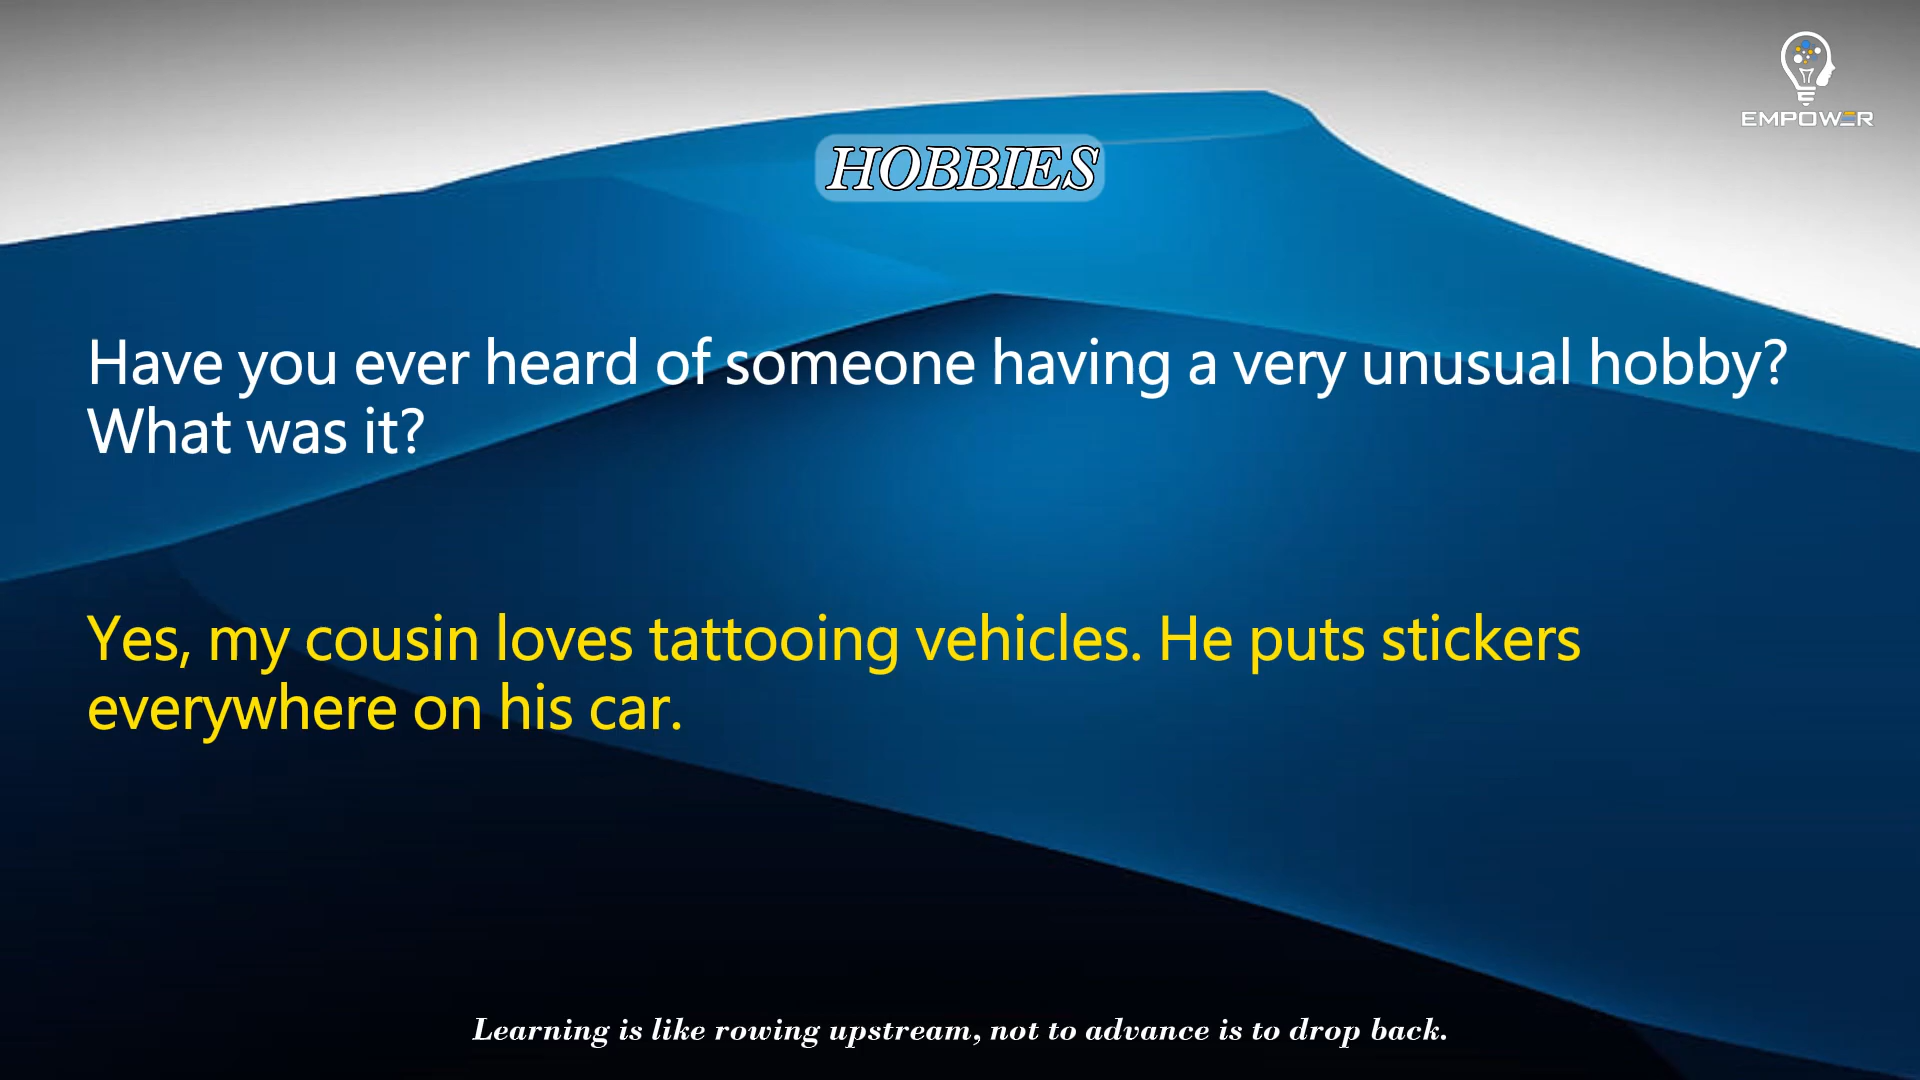 EMPOWER
HOBBIES
Have you ever heard of someone having a very unusual hobby?
What was it?
Yes, my cousin loves tattooing vehicles. He puts stickers
everywhere on his car.
Learning is like rowing upstream, not to advance is to drop back.